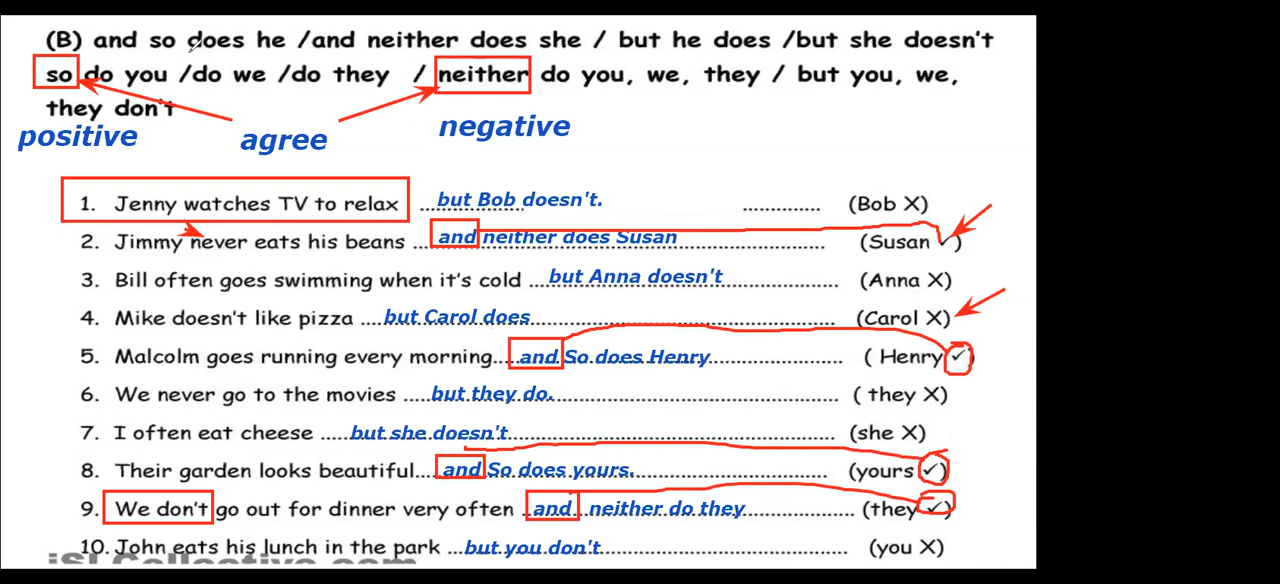 (B) and so does he /and neither does she / but he does /but she doesn't
so do you /do we /do they / neither do you, we, they / but you, we,
they don't
positive agree negative
1. Jenny watches TV to relax ....but Bob doesn't. ............ (Bob X)
2. Jimmy never eats his beans ....and neither does Susan.... (Susan ✓)
3. Bill often goes swimming when it's cold ....but Anna doesn't.... (Anna X)
4. Mike doesn't like pizza ....but Carol does.... (Carol X)
5. Malcolm goes running every morning....and So does Henry.... ( Henry ✓)
6. We never go to the movies ....but they do..... ( they X)
7. I often eat cheese ....but she doesn't.... (she X)
8. Their garden looks beautiful....and So does yours..... (yours ✓)
9. We don't go out for dinner very often ....and neither do they.... (they ✓)
10. John eats his lunch in the park ....but you don't.... (you X)
iSLCollective.com